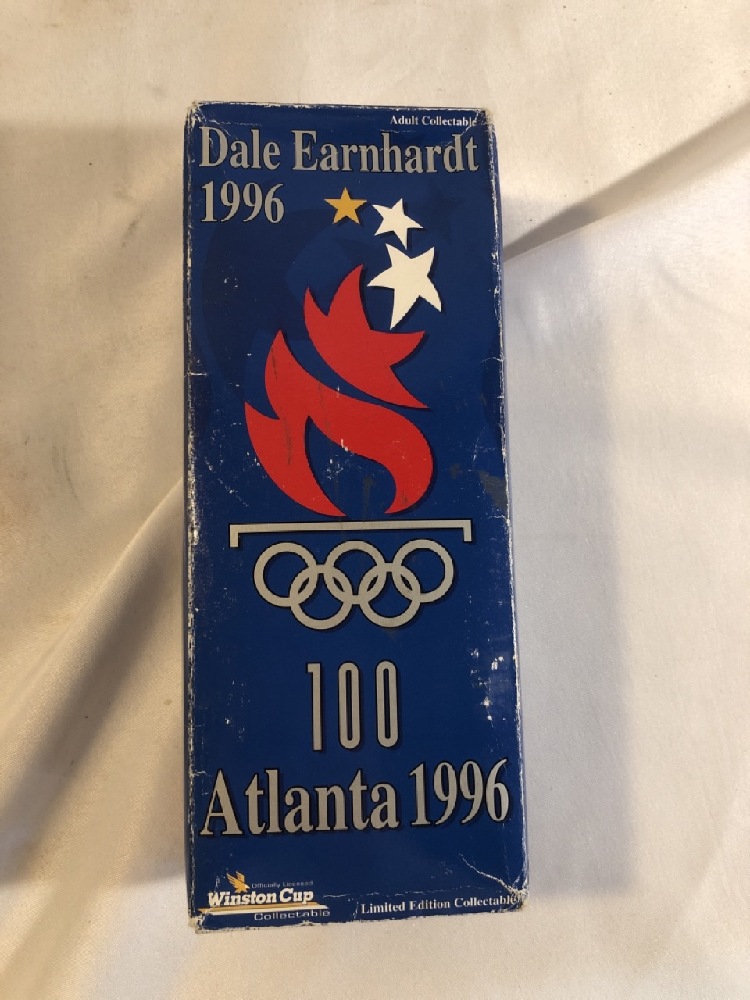 Adult Collectable
Dale Earnhardt
1996
100
Atlanta 1996
Officially Licensed
Winston Cup
Collectable
Limited Edition Collectable